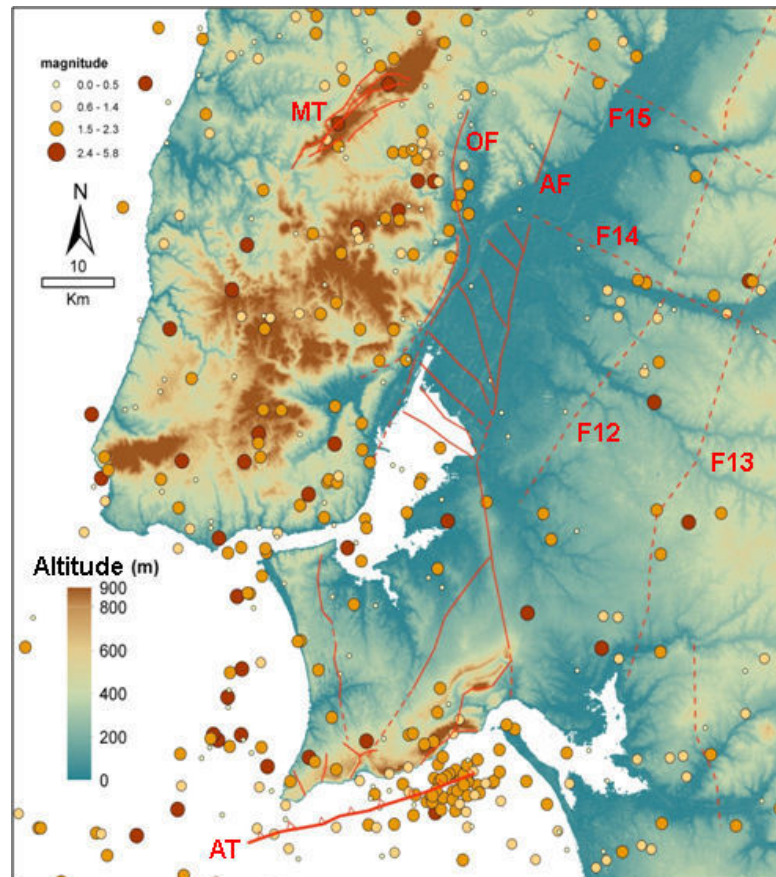 magnitude
0.0 - 0.5
0.6 - 1.4
1.5 - 2.3
2.4 - 5.8
N
10
Km
MT
OF
AF
F15
F14
F12
F13
Altitude (m)
900
800
600
400
200
0
AT